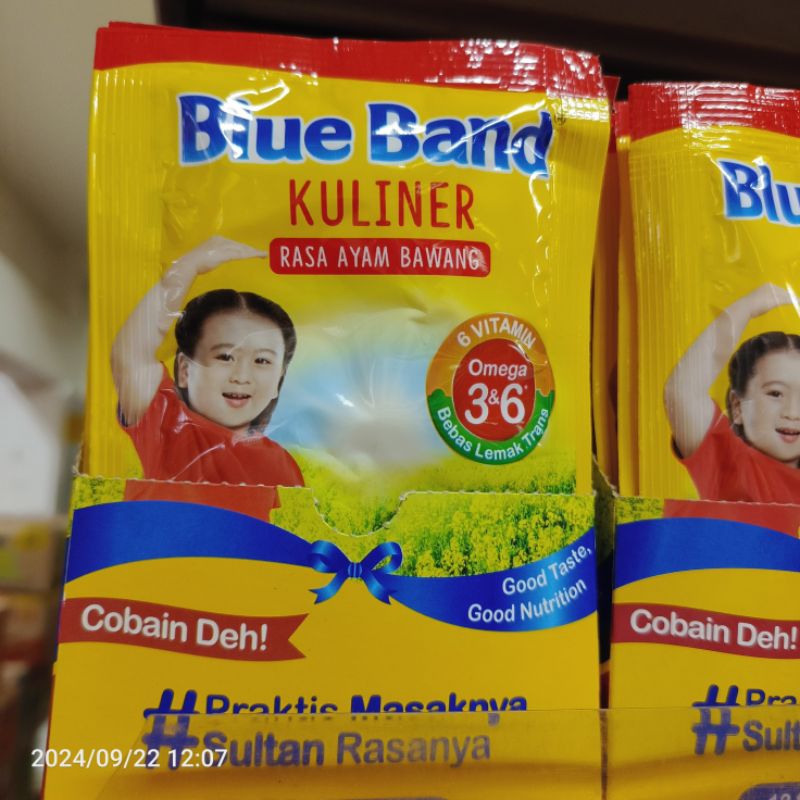 Blue Band
KULINER
RASA AYAM BAWANG
6 VITAMIN
Omega
3&6*
Bebas Lemak Trans
Good Taste,
Good Nutrition
Cobain Deh!
#Praktis Masaknya
#Sultan Rasanya
Blu
Cobain Deh!
#Pra
#Sult
2024/09/22 12:07